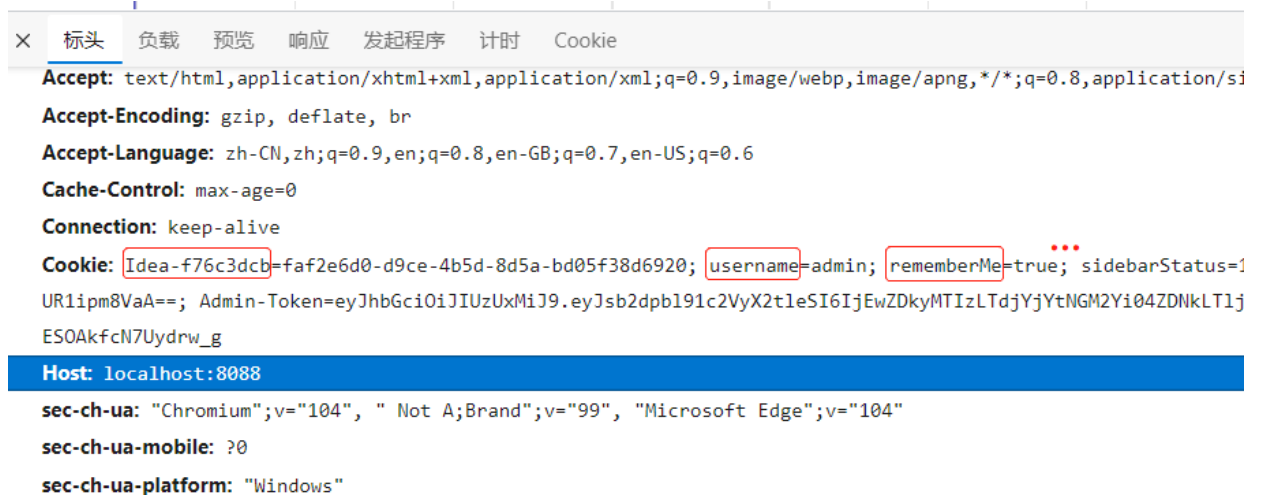 × 标头 负载 预览 响应 发起程序 计时 Cookie
Accept: text/html,application/xhtml+xml,application/xml;q=0.9,image/webp,image/apng,*/*;q=0.8,application/si
Accept-Encoding: gzip, deflate, br
Accept-Language: zh-CN,zh;q=0.9,en;q=0.8,en-GB;q=0.7,en-US;q=0.6
Cache-Control: max-age=0
Connection: keep-alive
Cookie: Idea-f76c3dcb=faf2e6d0-d9ce-4b5d-8d5a-bd05f38d6920; username=admin; rememberMe=true; sidebarStatus=1
UR1ipm8VaA==; Admin-Token=eyJhbGciOiJIUzUxMiJ9.eyJsb2dpbl91c2VyX2tleSI6IjEwZDkyMTIzLTdjYjYtNGM2Yi04ZDNkLTlj
ESOAkfcN7Uydrw_g
Host: localhost:8088
sec-ch-ua: "Chromium";v="104", " Not A;Brand";v="99", "Microsoft Edge";v="104"
sec-ch-ua-mobile: ?0
sec-ch-ua-platform: "Windows"